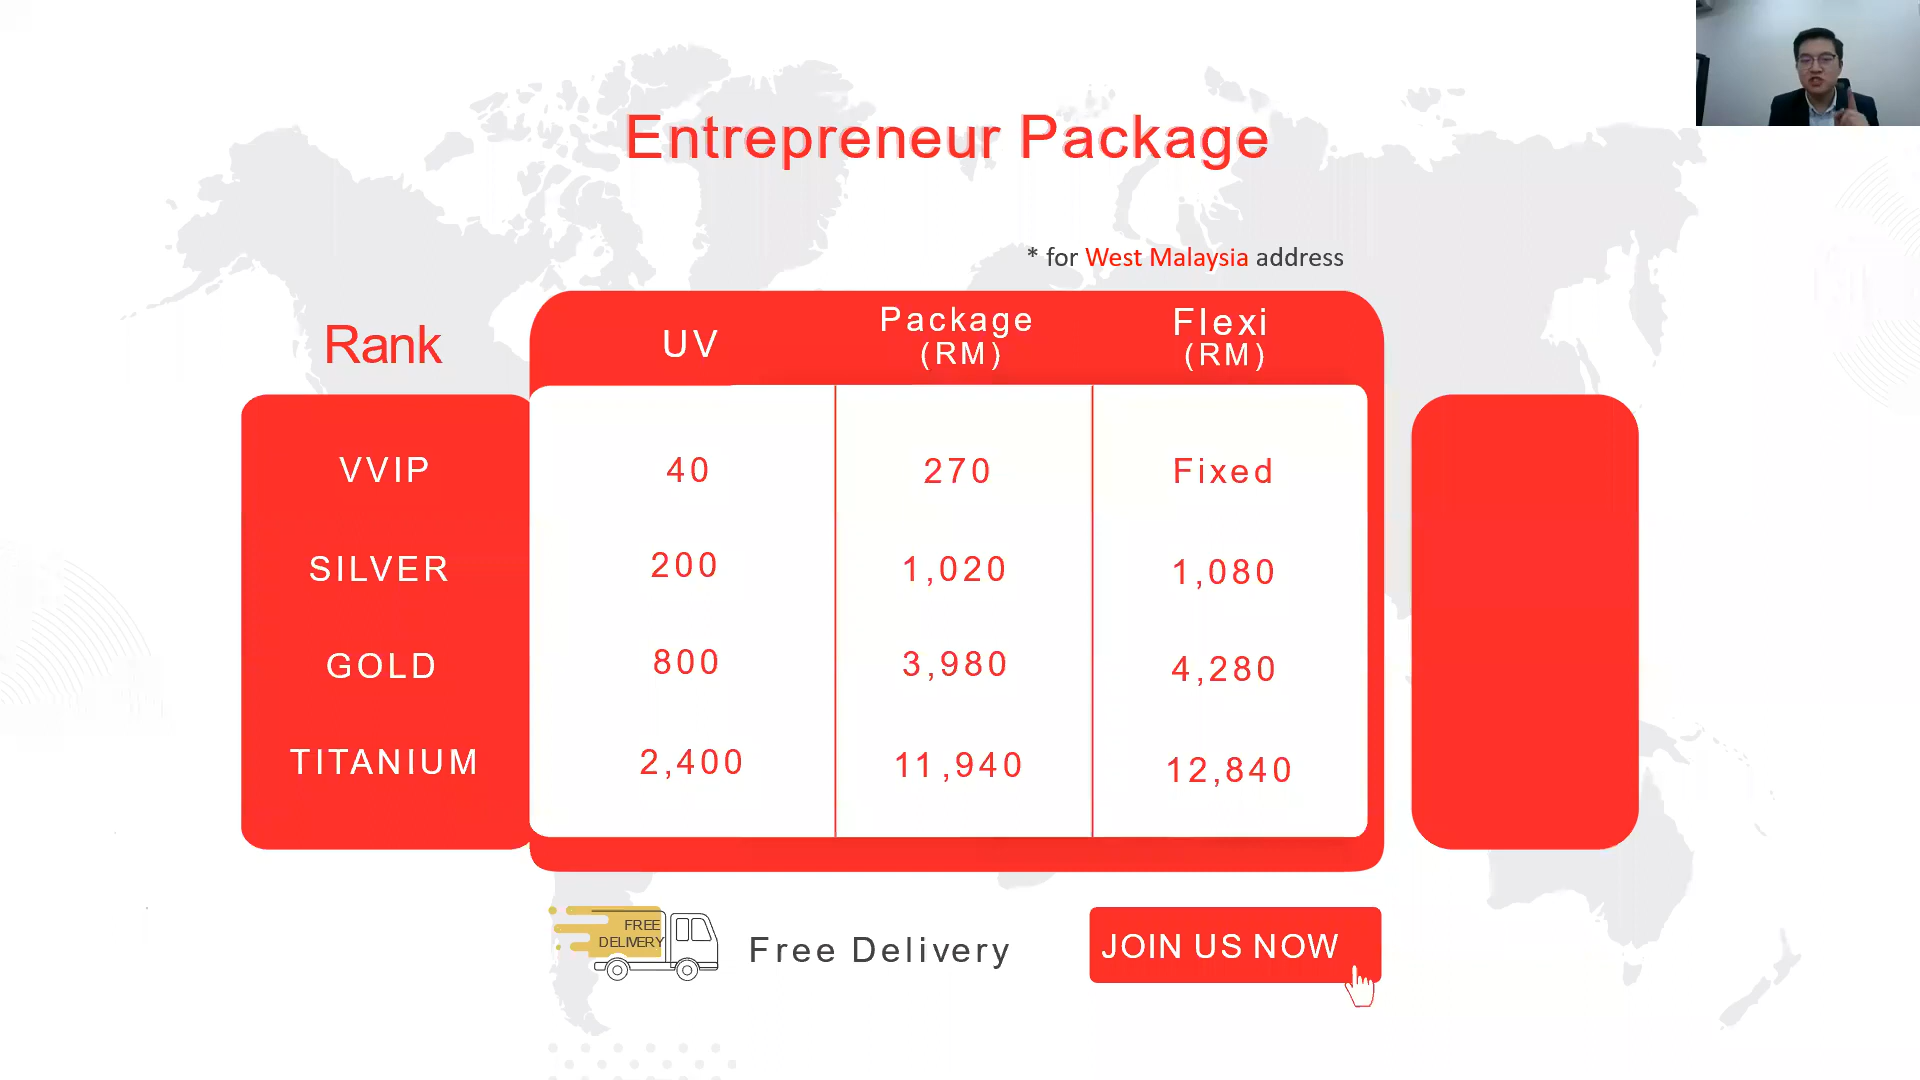 Entrepreneur Package
* for West Malaysia address
Rank
UV
Package
(RM)
Flexi
(RM)
VVIP
40
270
Fixed
SILVER
200
1,020
1,080
GOLD
800
3,980
4,280
TITANIUM
2,400
11,940
12,840
FREE
DELIVERY
Free Delivery
JOIN US NOW